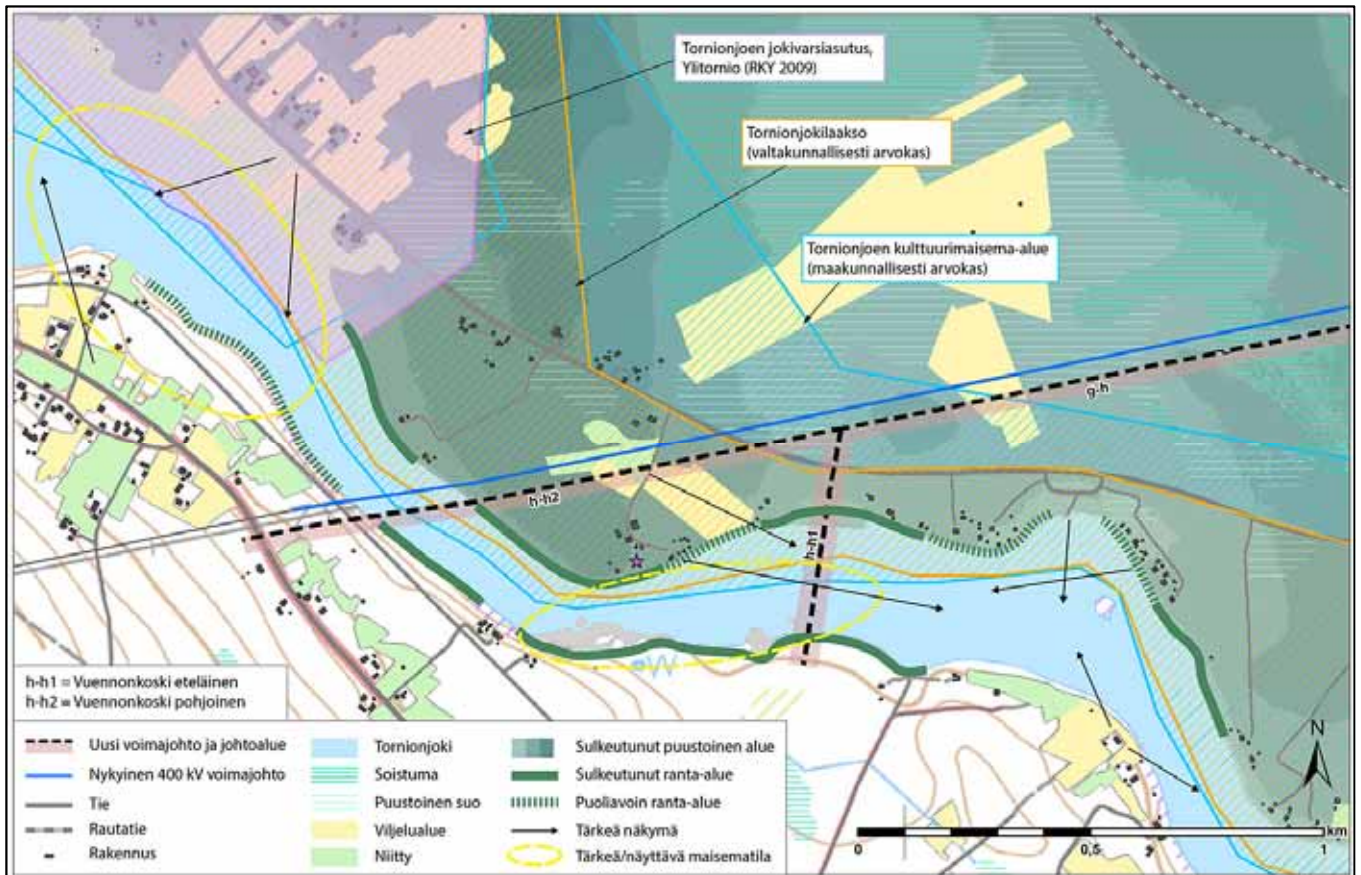 Tornionjoen jokivarsiasutus,
Ylitornio (RKY 2009)
Tornionjokilaakso
(valtakunnallisesti arvokas)
Tornionjoen kulttuurimaisema-alue
(maakunnallisesti arvokas)
g-h
h-h2
h-h1
h-h1 = Vuennonkoski eteläinen
h-h2 = Vuennonkoski pohjoinen
Uusi voimajohto ja johtoalue
Nykyinen 400 kV voimajohto
Tie
Rautatie
Rakennus
Tornionjoki
Soistuma
Puustoinen suo
Viljelualue
Niitty
Sulkeutunut puustoinen alue
Sulkeutunut ranta-alue
Puoliavoin ranta-alue
Tärkeä näkymä
Tärkeä/näyttävä maisematila
N
km
0
0,5
1